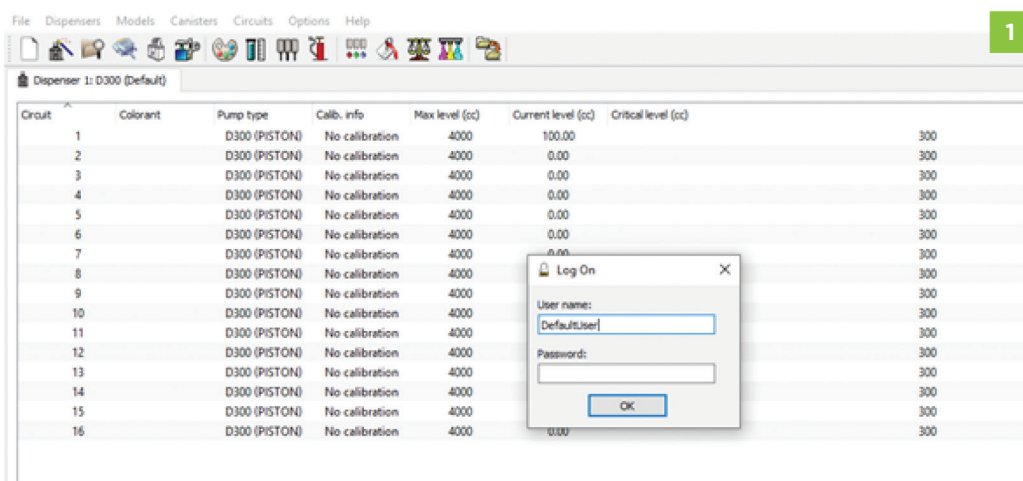 File Dispensers Models Canisters Circuits Options Help
1
Dispenser 1: D300 (Default)
Circuit Colorant Pump type Calib. info Max level (cc) Current level (cc) Critical level (cc)
1 D300 (PISTON) No calibration 4000 100.00 300
2 D300 (PISTON) No calibration 4000 0.00 300
3 D300 (PISTON) No calibration 4000 0.00 300
4 D300 (PISTON) No calibration 4000 0.00 300
5 D300 (PISTON) No calibration 4000 0.00 300
6 D300 (PISTON) No calibration 4000 0.00 300
7 D300 (PISTON) No calibration 4000 0.00 300
8 D300 (PISTON) No calibration 4000 300
9 D300 (PISTON) No calibration 4000 300
10 D300 (PISTON) No calibration 4000 300
11 D300 (PISTON) No calibration 4000 300
12 D300 (PISTON) No calibration 4000 300
13 D300 (PISTON) No calibration 4000 300
14 D300 (PISTON) No calibration 4000 300
15 D300 (PISTON) No calibration 4000 300
16 D300 (PISTON) No calibration 4000 0.00 300
Log On
User name:
DefaultUser
Password:
OK